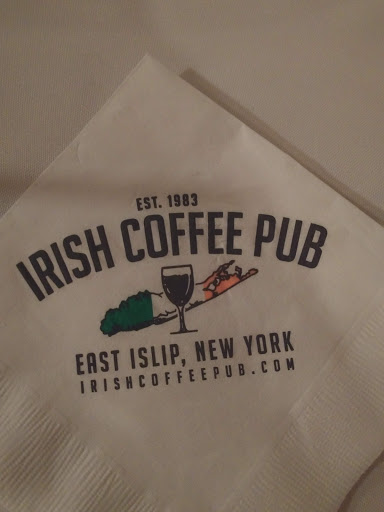 EST. 1983
IRISH COFFEE PUB
EAST ISLIP, NEW YORK
IRISHCOFFEEPUB.COM